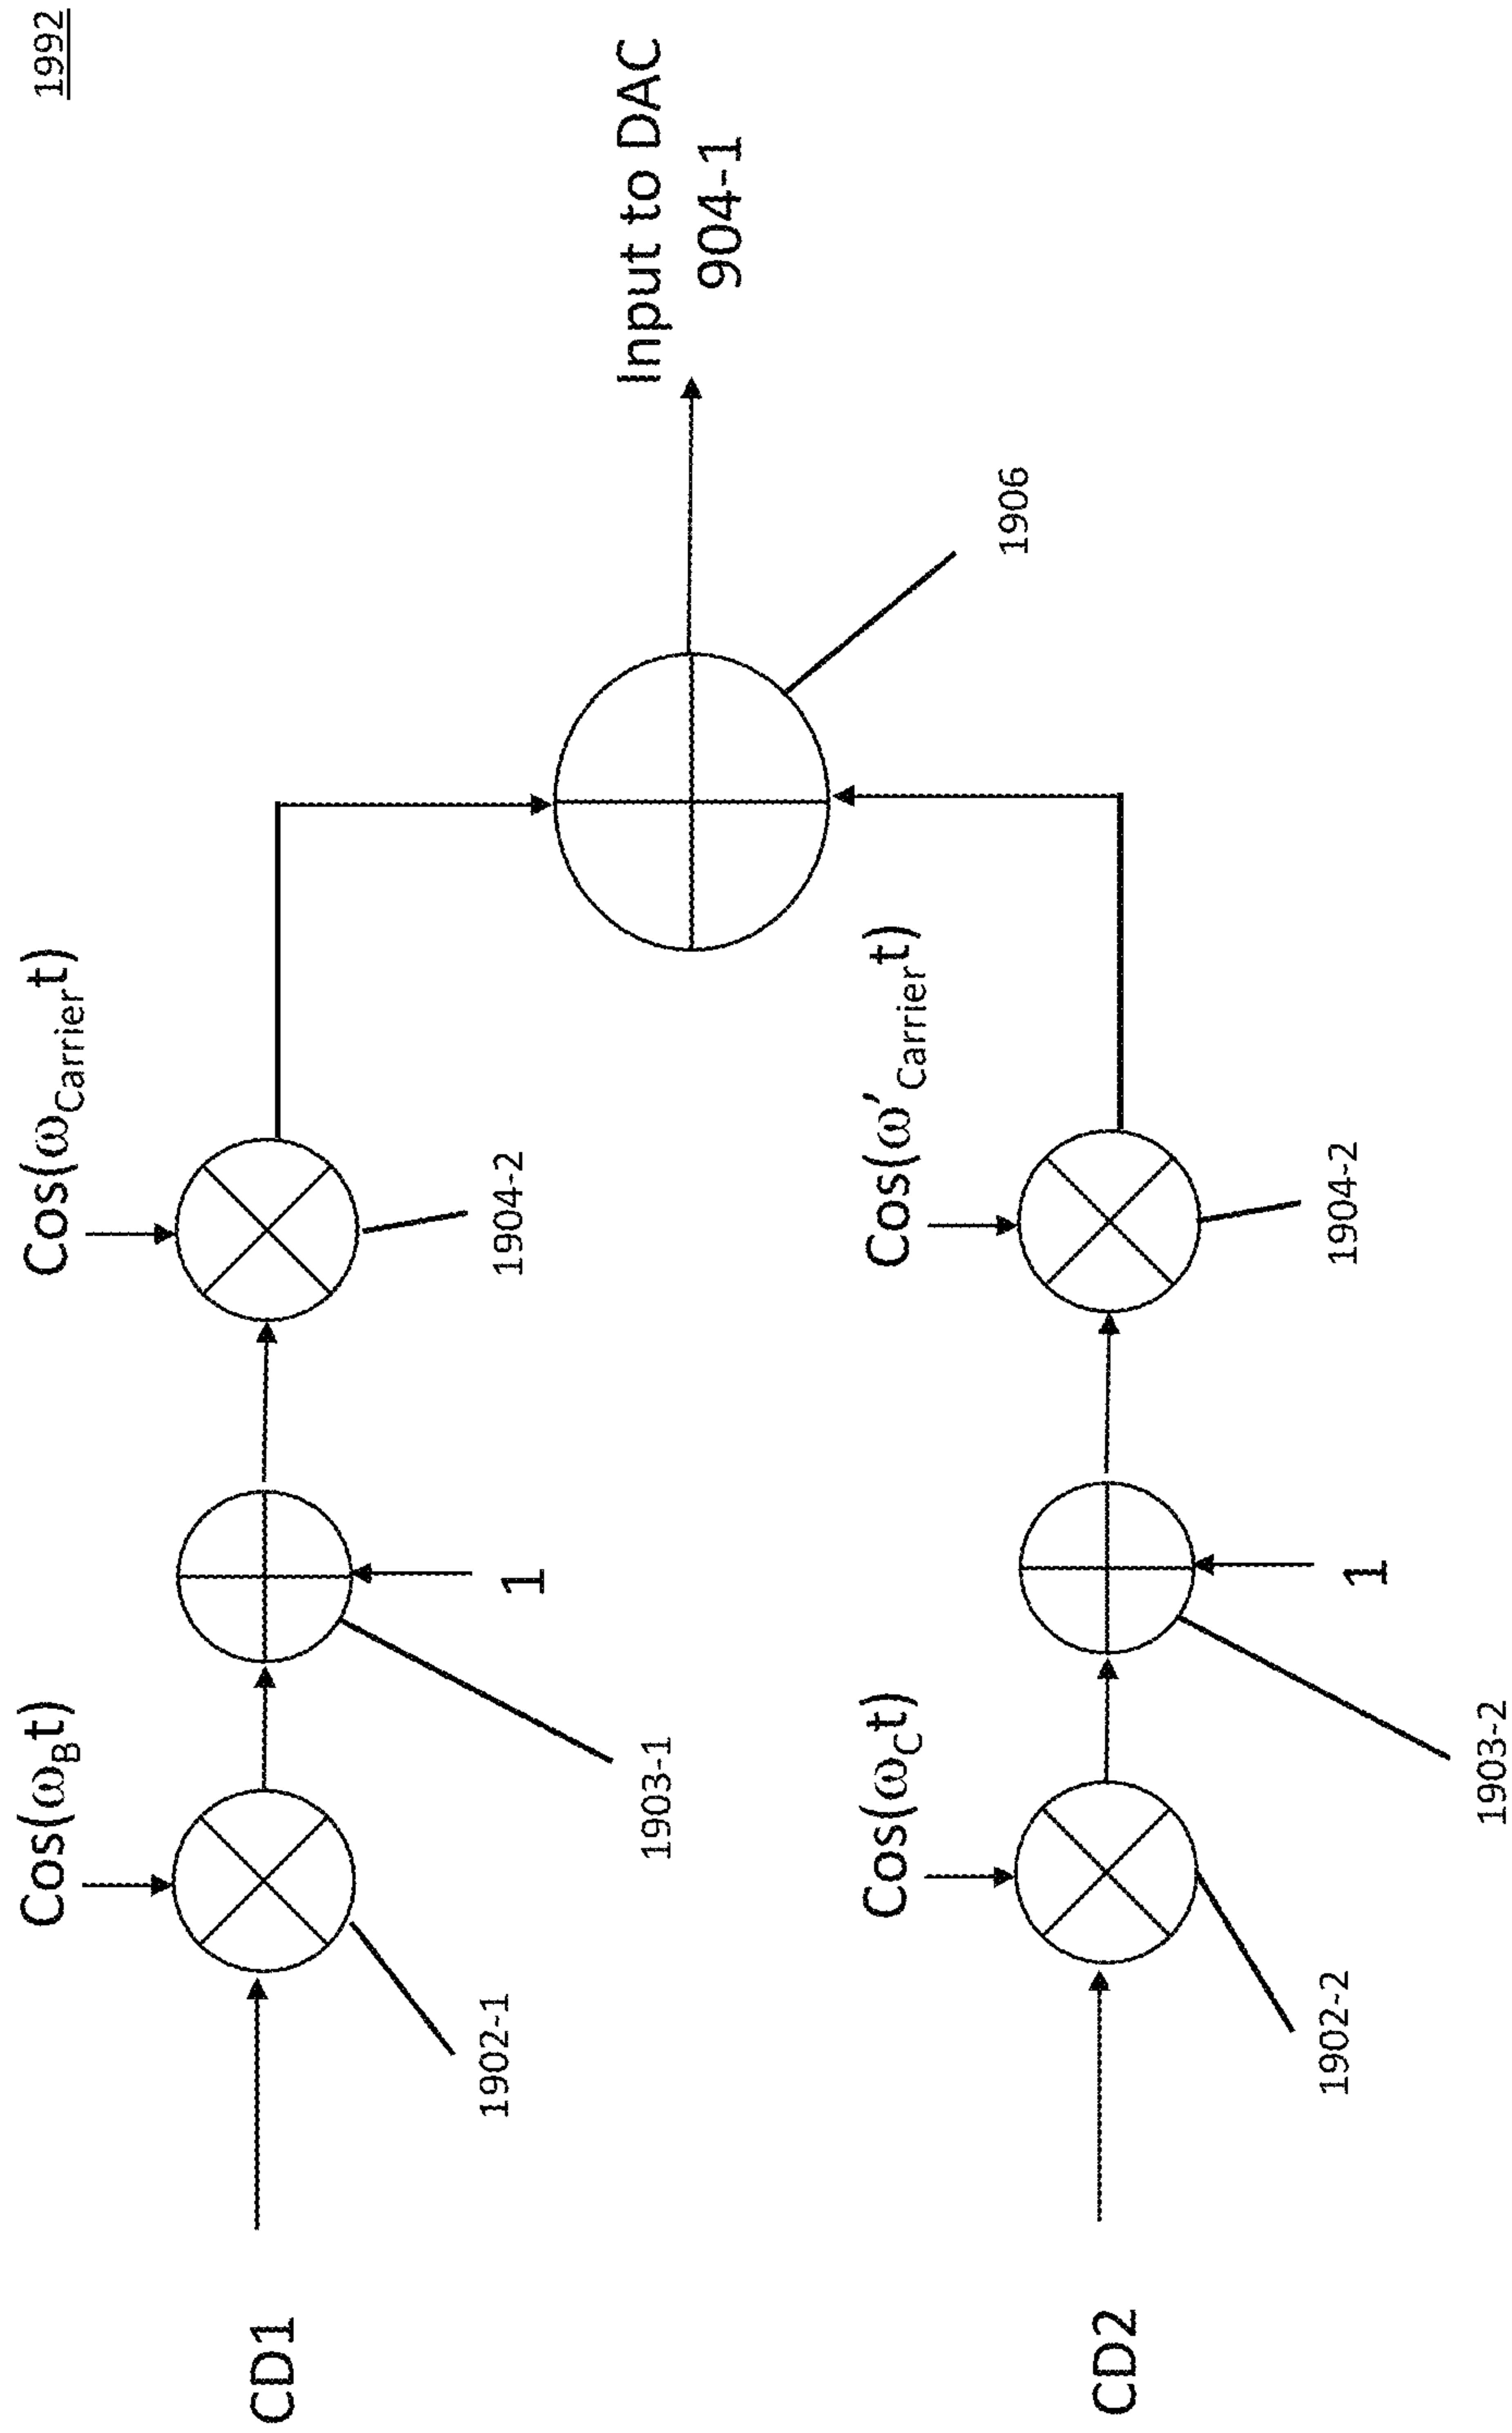 1992
Cos(ω_B t)
Cos(ω_Carrier t)
CD1
1902-1
1903-1
1
1904-2
Input to DAC
904-1
1906
Cos(ω_C t)
Cos(ω'_Carrier t)
CD2
1902-2
1903-2
1
1904-2